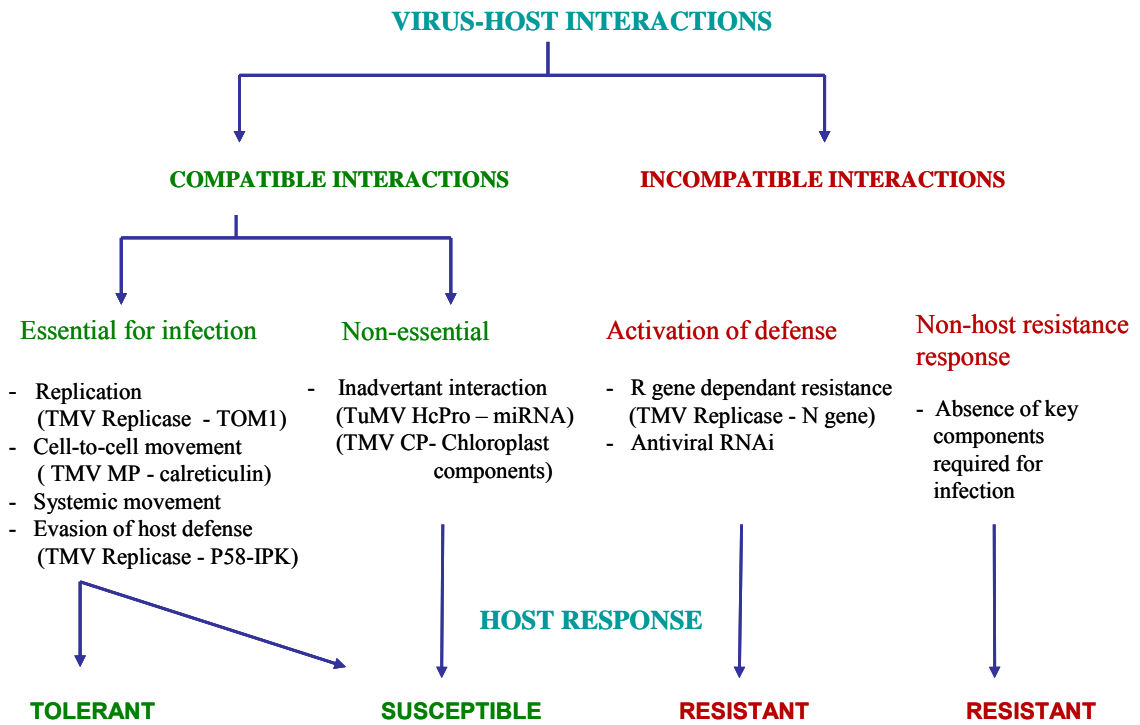 VIRUS-HOST INTERACTIONS
COMPATIBLE INTERACTIONS
INCOMPATIBLE INTERACTIONS
Essential for infection
- Replication
(TMV Replicase - TOM1)
- Cell-to-cell movement
( TMV MP - calreticulin)
- Systemic movement
- Evasion of host defense
(TMV Replicase - P58-IPK)
Non-essential
- Inadvertant interaction
(TuMV HcPro – miRNA)
(TMV CP- Chloroplast
components)
Activation of defense
- R gene dependant resistance
(TMV Replicase - N gene)
- Antiviral RNAi
Non-host resistance
response
- Absence of key
components
required for
infection
HOST RESPONSE
TOLERANT
SUSCEPTIBLE
RESISTANT
RESISTANT